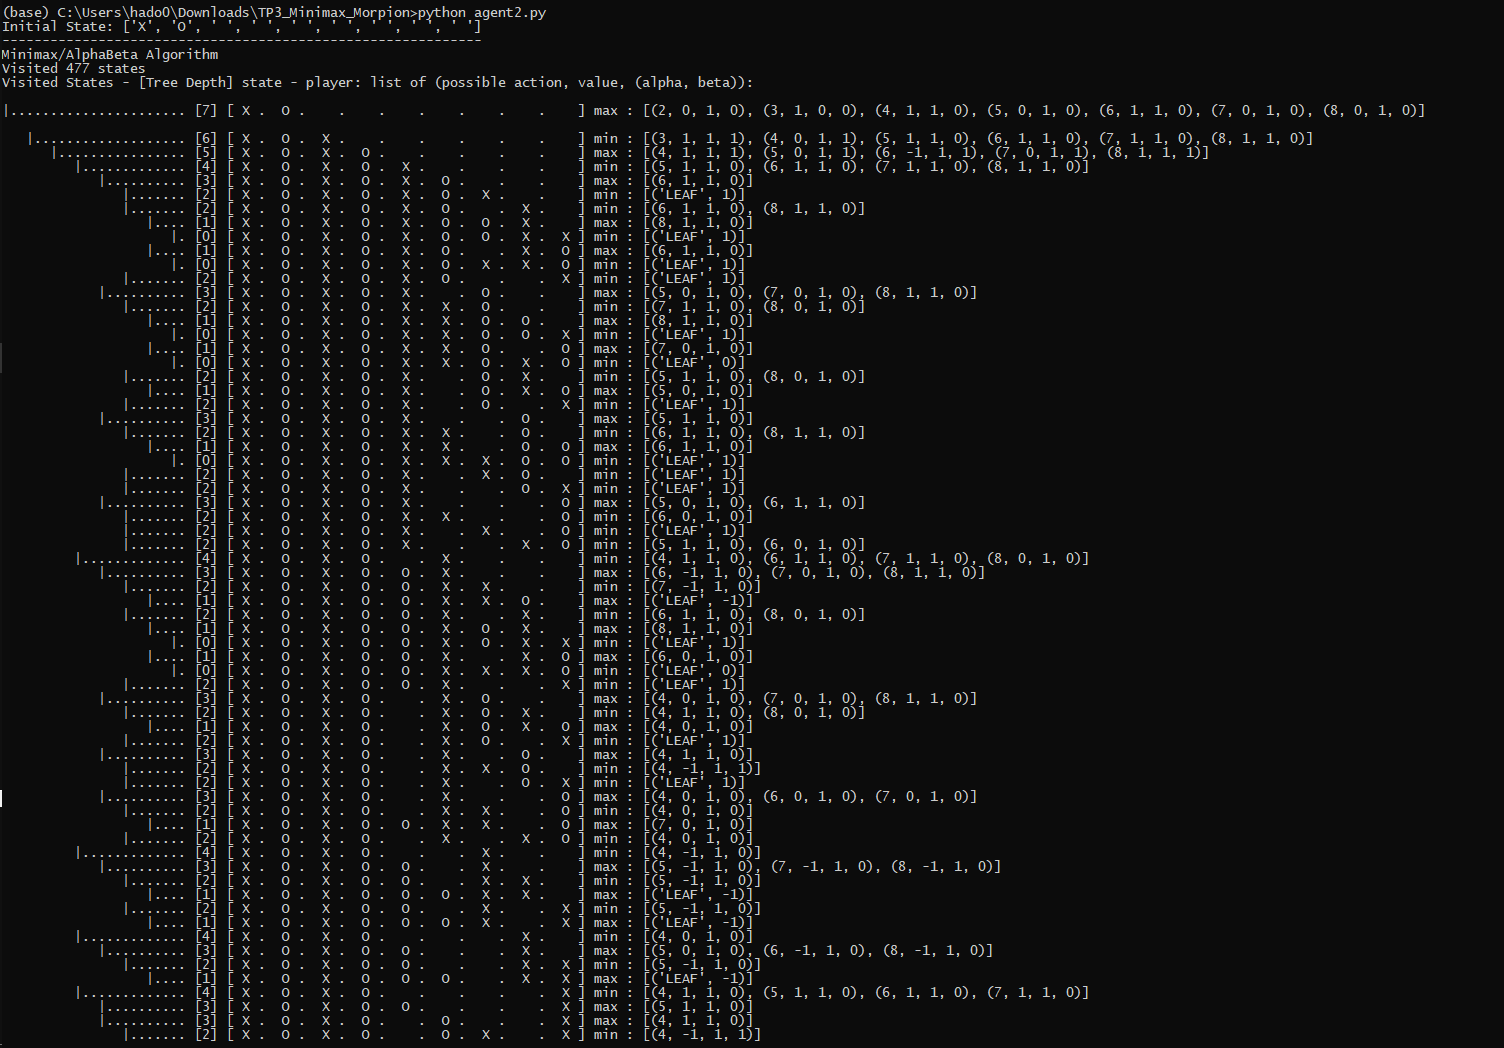 (base) C:\Users\hado0\Downloads\TP3_Minimax_Morpion>python agent2.py
Initial State: ['X', 'O', ' ', ' ', ' ', ' ', ' ', ' ', ' ']
------------------------------------------------------------
Minimax/AlphaBeta Algorithm
Visited 477 states
Visited States - [Tree Depth] state - player: list of (possible action, value, (alpha, beta)):
|...................... [7] [ X . O .   .   .   .   .   .   .   ] max : [(2, 0, 1, 0), (3, 1, 0, 0), (4, 1, 1, 0), (5, 0, 1, 0), (6, 1, 1, 0), (7, 0, 1, 0), (8, 0, 1, 0)]
|................... [6] [ X . O . X .   .   .   .   .   .   ] min : [(3, 1, 1, 1), (4, 0, 1, 1), (5, 1, 1, 0), (6, 1, 1, 0), (7, 1, 1, 0), (8, 1, 1, 0)]
|................ [5] [ X . O . X . O .   .   .   .   .   ] max : [(4, 1, 1, 1), (5, 0, 1, 1), (6, -1, 1, 1), (7, 0, 1, 1), (8, 1, 1, 1)]
|............. [4] [ X . O . X . O . X .   .   .   .   ] min : [(5, 1, 1, 0), (6, 1, 1, 0), (7, 1, 1, 0), (8, 1, 1, 0)]
|.......... [3] [ X . O . X . O . X . O .   .   .   ] max : [(6, 1, 1, 0)]
|....... [2] [ X . O . X . O . X . O . X .   .   ] min : [('LEAF', 1)]
|....... [2] [ X . O . X . O . X . O .   . X .   ] min : [(6, 1, 1, 0), (8, 1, 1, 0)]
|.... [1] [ X . O . X . O . X . O . O . X .   ] max : [(8, 1, 1, 0)]
|. [0] [ X . O . X . O . X . O . O . X . X ] min : [('LEAF', 1)]
|.... [1] [ X . O . X . O . X . O .   . X . O ] max : [(6, 1, 1, 0)]
|. [0] [ X . O . X . O . X . O . X . X . O ] min : [('LEAF', 1)]
|....... [2] [ X . O . X . O . X . O .   .   . X ] min : [('LEAF', 1)]
|.......... [3] [ X . O . X . O . X .   . O .   .   ] max : [(5, 0, 1, 0), (7, 0, 1, 0), (8, 1, 1, 0)]
|....... [2] [ X . O . X . O . X . X . O .   .   ] min : [(7, 1, 1, 0), (8, 0, 1, 0)]
|.... [1] [ X . O . X . O . X . X . O . O .   ] max : [(8, 1, 1, 0)]
|. [0] [ X . O . X . O . X . X . O . O . X ] min : [('LEAF', 1)]
|.... [1] [ X . O . X . O . X . X . O .   . O ] max : [(7, 0, 1, 0)]
|. [0] [ X . O . X . O . X . X . O . X . O ] min : [('LEAF', 0)]
|....... [2] [ X . O . X . O . X .   . O . X .   ] min : [(5, 1, 1, 0), (8, 0, 1, 0)]
|.... [1] [ X . O . X . O . X .   . O . X . O ] max : [(5, 0, 1, 0)]
|....... [2] [ X . O . X . O . X .   . O .   . X ] min : [('LEAF', 1)]
|.......... [3] [ X . O . X . O . X .   .   . O .   ] max : [(5, 1, 1, 0)]
|....... [2] [ X . O . X . O . X . X .   . O .   ] min : [(6, 1, 1, 0), (8, 1, 1, 0)]
|.... [1] [ X . O . X . O . X . X .   . O . O ] max : [(6, 1, 1, 0)]
|. [0] [ X . O . X . O . X . X . X . O . O ] min : [('LEAF', 1)]
|....... [2] [ X . O . X . O . X .   . X . O .   ] min : [('LEAF', 1)]
|....... [2] [ X . O . X . O . X .   .   . O . X ] min : [('LEAF', 1)]
|.......... [3] [ X . O . X . O . X .   .   .   . O ] max : [(5, 0, 1, 0), (6, 1, 1, 0)]
|....... [2] [ X . O . X . O . X . X .   .   . O ] min : [(6, 0, 1, 0)]
|....... [2] [ X . O . X . O . X .   . X .   . O ] min : [('LEAF', 1)]
|....... [2] [ X . O . X . O . X .   .   . X . O ] min : [(5, 1, 1, 0), (6, 0, 1, 0)]
|............. [4] [ X . O . X . O .   . X .   .   .   ] min : [(4, 1, 1, 0), (6, 1, 1, 0), (7, 1, 1, 0), (8, 0, 1, 0)]
|.......... [3] [ X . O . X . O . O . X .   .   .   ] max : [(6, -1, 1, 0), (7, 0, 1, 0), (8, 1, 1, 0)]
|....... [2] [ X . O . X . O . O . X . X .   .   ] min : [(7, -1, 1, 0)]
|.... [1] [ X . O . X . O . O . X . X . O .   ] max : [('LEAF', -1)]
|....... [2] [ X . O . X . O . O . X .   . X .   ] min : [(6, 1, 1, 0), (8, 0, 1, 0)]
|.... [1] [ X . O . X . O . O . X . O . X .   ] max : [(8, 1, 1, 0)]
|. [0] [ X . O . X . O . O . X . O . X . X ] min : [('LEAF', 1)]
|.... [1] [ X . O . X . O . O . X .   . X . O ] max : [(6, 0, 1, 0)]
|. [0] [ X . O . X . O . O . X . X . X . O ] min : [('LEAF', 0)]
|....... [2] [ X . O . X . O . O . X .   .   . X ] min : [('LEAF', 1)]
|.......... [3] [ X . O . X . O .   . X . O .   .   ] max : [(4, 0, 1, 0), (7, 0, 1, 0), (8, 1, 1, 0)]
|....... [2] [ X . O . X . O .   . X . O . X .   ] min : [(4, 1, 1, 0), (8, 0, 1, 0)]
|.... [1] [ X . O . X . O .   . X . O . X . O ] max : [(4, 0, 1, 0)]
|....... [2] [ X . O . X . O .   . X . O .   . X ] min : [('LEAF', 1)]
|.......... [3] [ X . O . X . O .   . X .   . O .   ] max : [(4, 1, 1, 0)]
|....... [2] [ X . O . X . O .   . X . X . O .   ] min : [(4, -1, 1, 1)]
|....... [2] [ X . O . X . O .   . X .   . O . X ] min : [('LEAF', 1)]
|.......... [3] [ X . O . X . O .   . X .   .   . O ] max : [(4, 0, 1, 0), (6, 0, 1, 0), (7, 0, 1, 0)]
|....... [2] [ X . O . X . O .   . X . X .   . O ] min : [(4, 0, 1, 0)]
|.... [1] [ X . O . X . O . O . X . X .   . O ] max : [(7, 0, 1, 0)]
|....... [2] [ X . O . X . O .   . X .   . X . O ] min : [(4, 0, 1, 0)]
|............. [4] [ X . O . X . O .   .   . X .   .   ] min : [(4, -1, 1, 0)]
|.......... [3] [ X . O . X . O . O .   . X .   .   ] max : [(5, -1, 1, 0), (7, -1, 1, 0), (8, -1, 1, 0)]
|....... [2] [ X . O . X . O . O .   . X . X .   ] min : [(5, -1, 1, 0)]
|.... [1] [ X . O . X . O . O . O . X . X .   ] max : [('LEAF', -1)]
|....... [2] [ X . O . X . O . O .   . X .   . X ] min : [(5, -1, 1, 0)]
|.... [1] [ X . O . X . O . O . O . X .   . X ] max : [('LEAF', -1)]
|............. [4] [ X . O . X . O .   .   .   . X .   ] min : [(4, 0, 1, 0)]
|.......... [3] [ X . O . X . O . O .   .   . X .   ] max : [(5, 0, 1, 0), (6, -1, 1, 0), (8, -1, 1, 0)]
|....... [2] [ X . O . X . O . O .   .   . X . X ] min : [(5, -1, 1, 0)]
|.... [1] [ X . O . X . O . O . O .   . X . X ] max : [('LEAF', -1)]
|............. [4] [ X . O . X . O .   .   .   .   . X ] min : [(4, 1, 1, 0), (5, 1, 1, 0), (6, 1, 1, 0), (7, 1, 1, 0)]
|.......... [3] [ X . O . X . O . O .   .   .   . X ] max : [(5, 1, 1, 0)]
|.......... [3] [ X . O . X . O .   . O .   .   . X ] max : [(4, 1, 1, 0)]
|....... [2] [ X . O . X . O .   . O . X .   . X ] min : [(4, -1, 1, 1)]